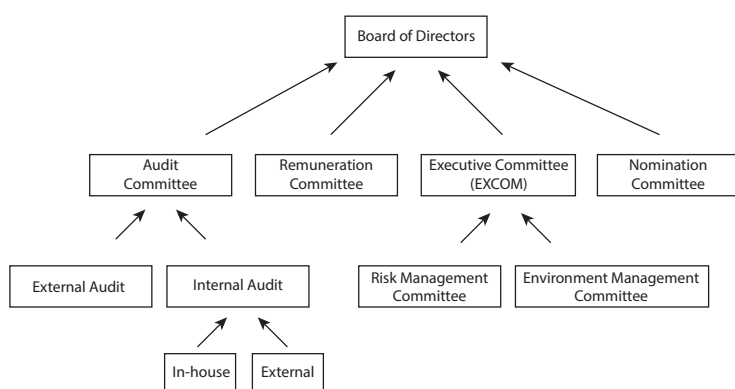 Board of Directors
Audit
Committee
Remuneration
Committee
Executive Committee
(EXCOM)
Nomination
Committee
External Audit
Internal Audit
Risk Management
Committee
Environment Management
Committee
In-house
External